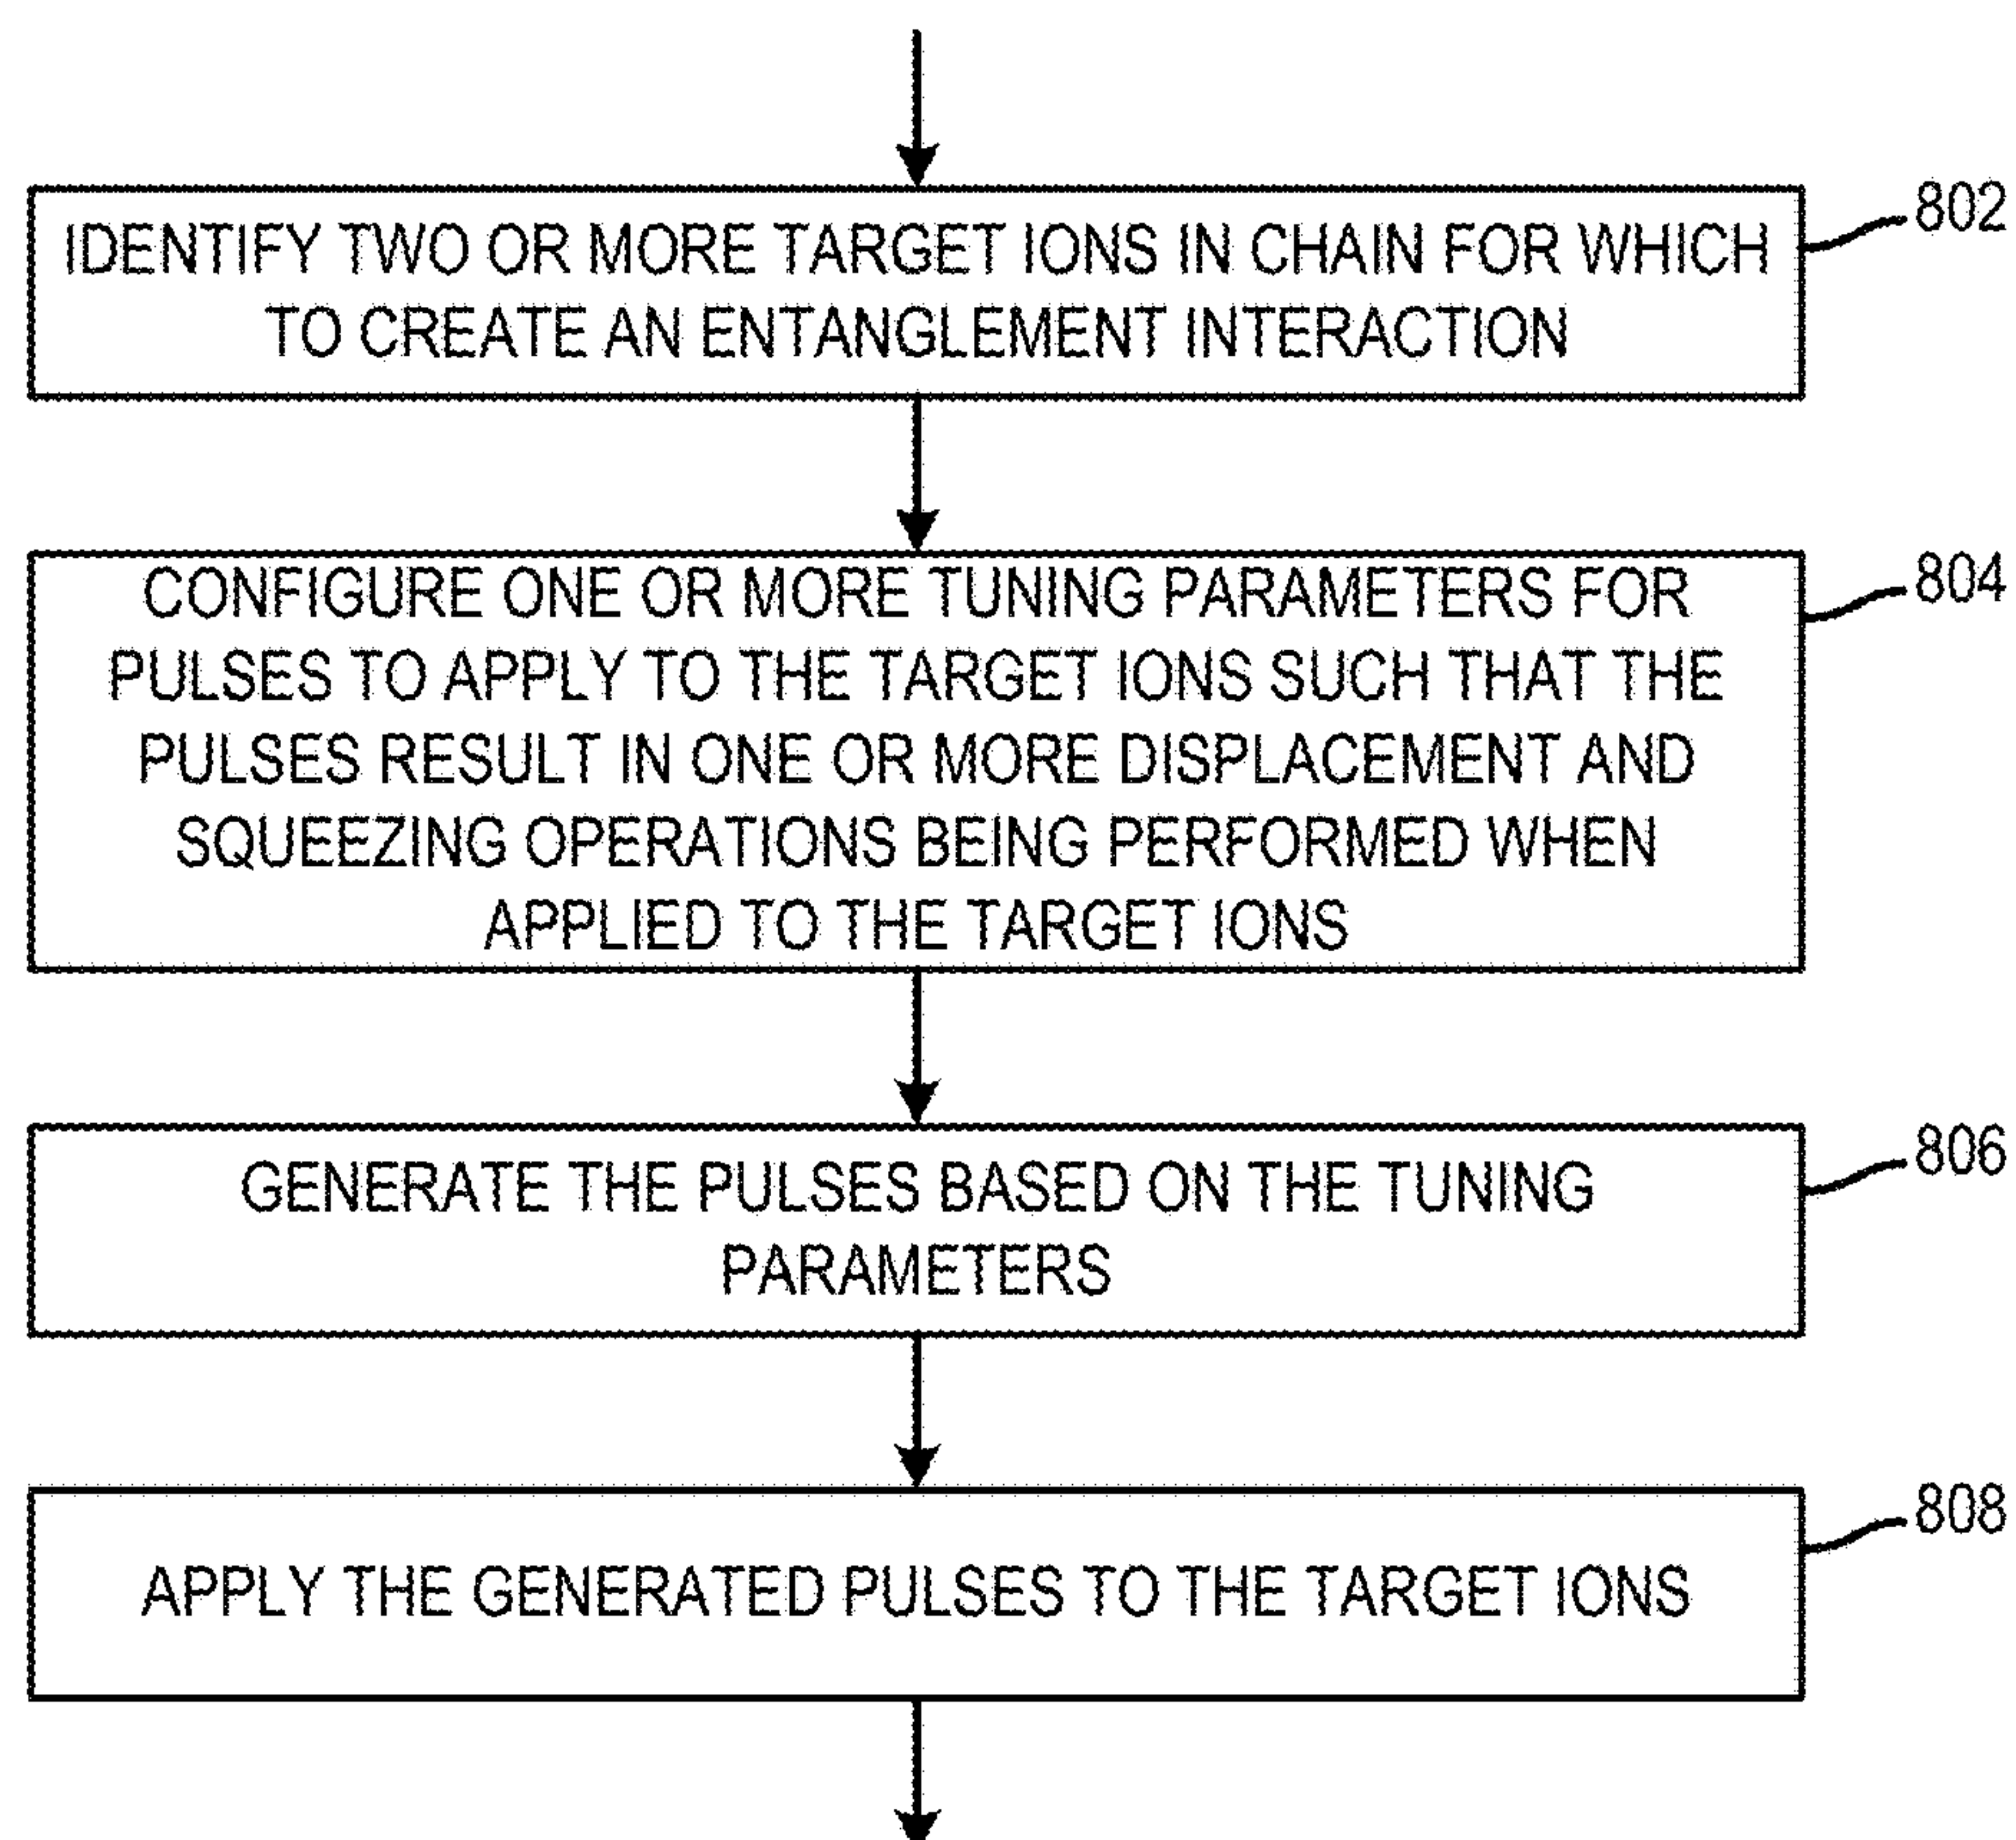 IDENTIFY TWO OR MORE TARGET IONS IN CHAIN FOR WHICH
TO CREATE AN ENTANGLEMENT INTERACTION
802
CONFIGURE ONE OR MORE TUNING PARAMETERS FOR
PULSES TO APPLY TO THE TARGET IONS SUCH THAT THE
PULSES RESULT IN ONE OR MORE DISPLACEMENT AND
SQUEEZING OPERATIONS BEING PERFORMED WHEN
APPLIED TO THE TARGET IONS
804
GENERATE THE PULSES BASED ON THE TUNING
PARAMETERS
806
APPLY THE GENERATED PULSES TO THE TARGET IONS
808